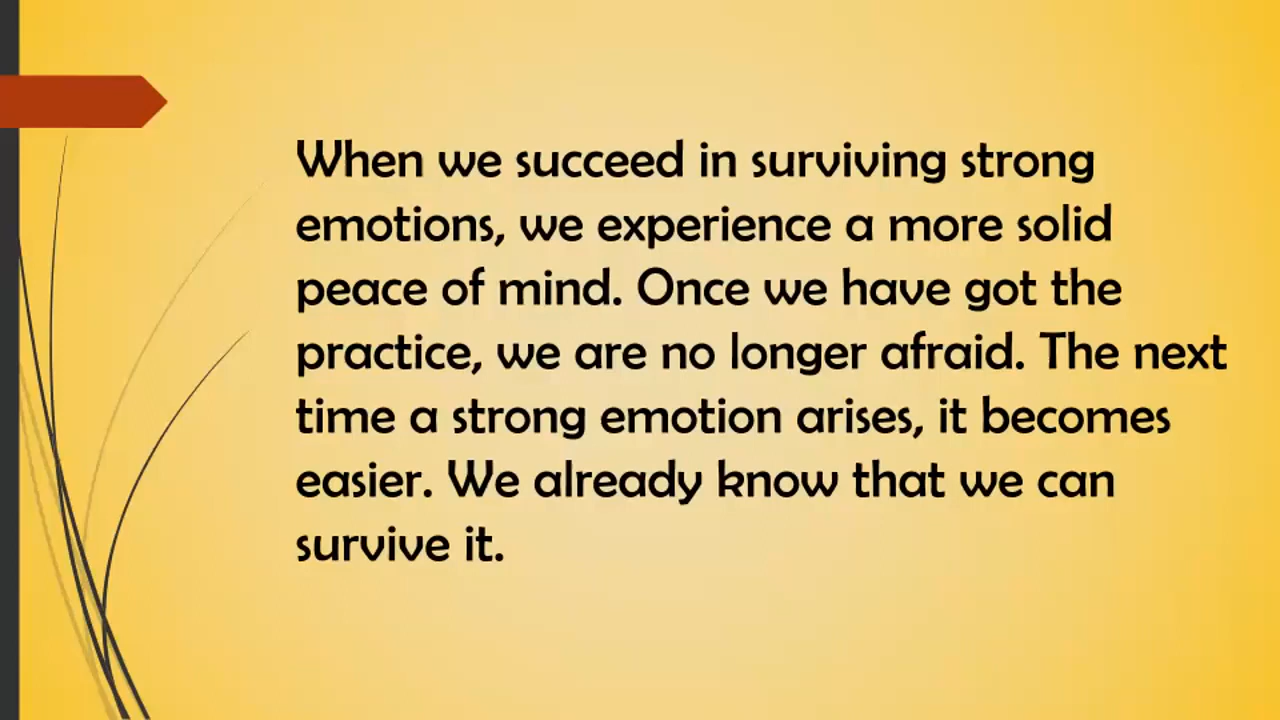 When we succeed in surviving strong
emotions, we experience a more solid
peace of mind. Once we have got the
practice, we are no longer afraid. The next
time a strong emotion arises, it becomes
easier. We already know that we can
survive it.